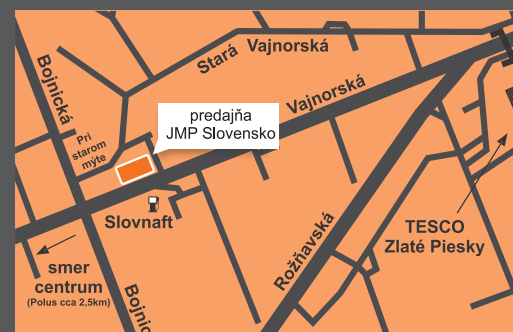 Stará Vajnorská
Bojnická
Vajnorská
predajňa
JMP Slovensko
Pri
starom
mýte
Slovnaft
Rožňavská
TESCO
Zlaté Piesky
smer
centrum
(Polus cca 2,5km)